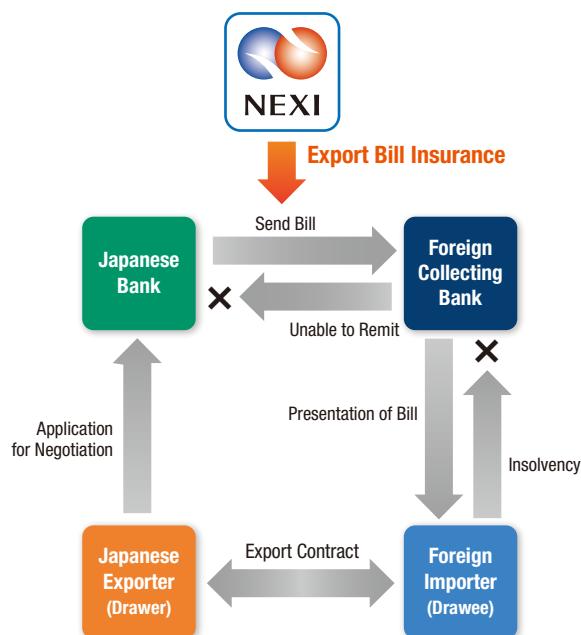 NEXI
Export Bill Insurance
Send Bill
Japanese
Bank
Foreign
Collecting
Bank
Unable to Remit
Application
for Negotiation
Presentation of Bill
Insolvency
Japanese
Exporter
(Drawer)
Export Contract
Foreign
Importer
(Drawee)